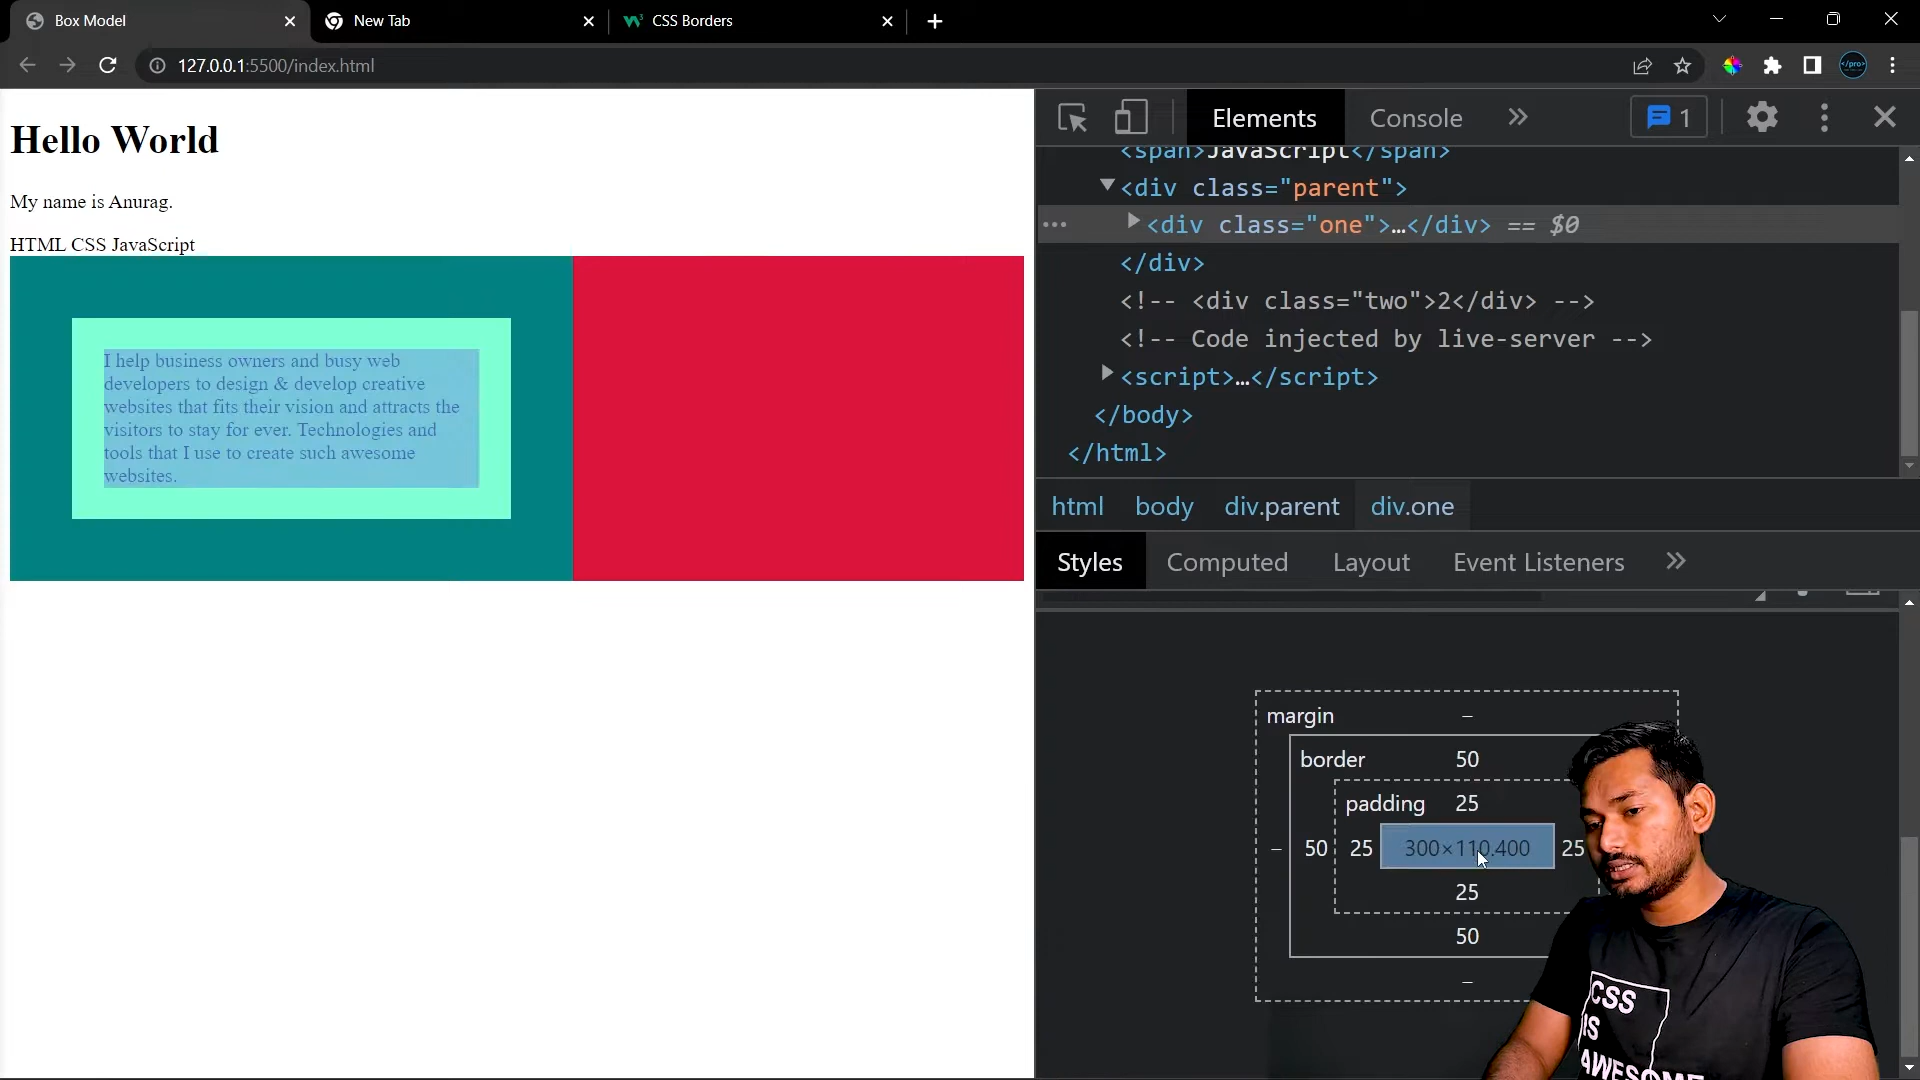 Box Model
New Tab
CSS Borders
127.0.0.1:5500/index.html
</pro>
Hello World
My name is Anurag.
HTML CSS JavaScript
I help business owners and busy web
developers to design & develop creative
websites that fits their vision and attracts the
visitors to stay for ever. Technologies and
tools that I use to create such awesome
websites.
Elements
Console
1
<span>JavaScript</span>
<div class="parent">
<div class="one">…</div> == $0
</div>
<!-- <div class="two">2</div> -->
<!-- Code injected by live-server -->
<script>…</script>
</body>
</html>
html body div.parent div.one
Styles Computed Layout Event Listeners
margin –
border 50
padding 25
– 50 25 300×110.400 25
25
50
–
CSS
IS
AWESOME